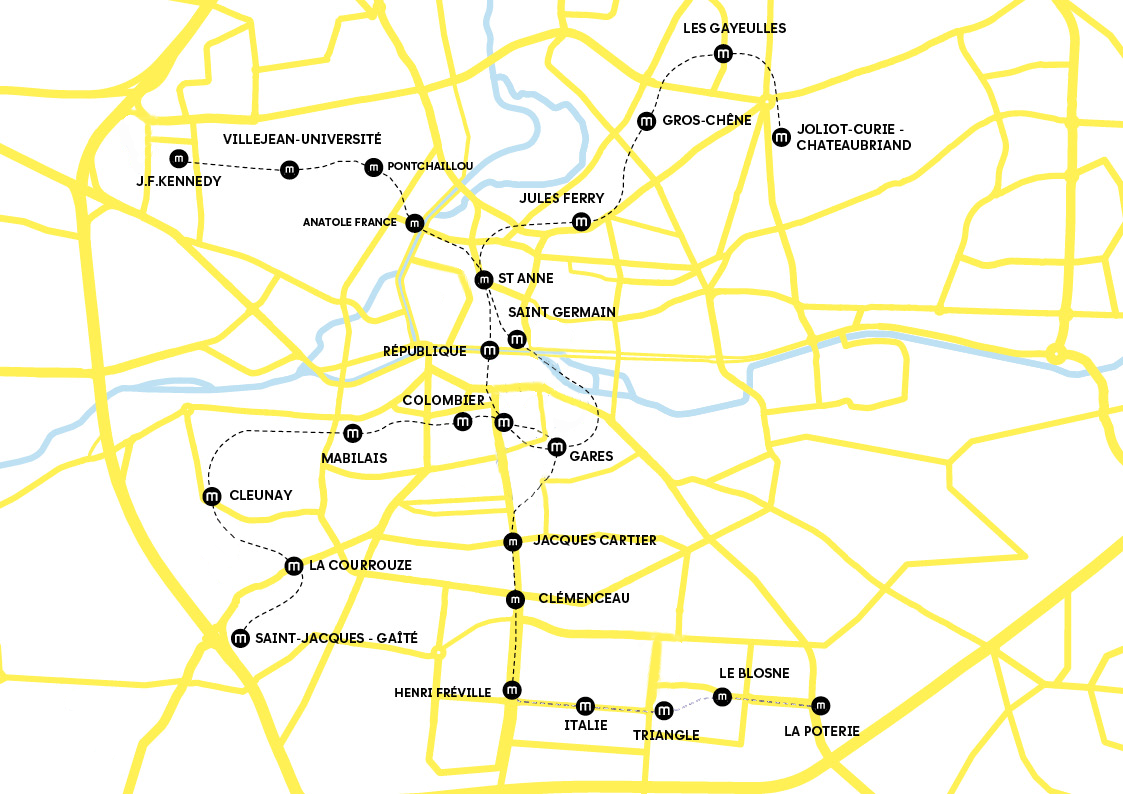 LES GAYEULLES
GROS-CHÊNE
JOLIOT-CURIE -
CHATEAUBRIAND
VILLEJEAN-UNIVERSITÉ
PONTCHAILLOU
J.F.KENNEDY
JULES FERRY
ANATOLE FRANCE
ST ANNE
SAINT GERMAIN
RÉPUBLIQUE
COLOMBIER
MABILAIS
GARES
CLEUNAY
JACQUES CARTIER
LA COURROUZE
CLÉMENCEAU
SAINT-JACQUES - GAÎTÉ
LE BLOSNE
HENRI FRÉVILLE
ITALIE
TRIANGLE
LA POTERIE